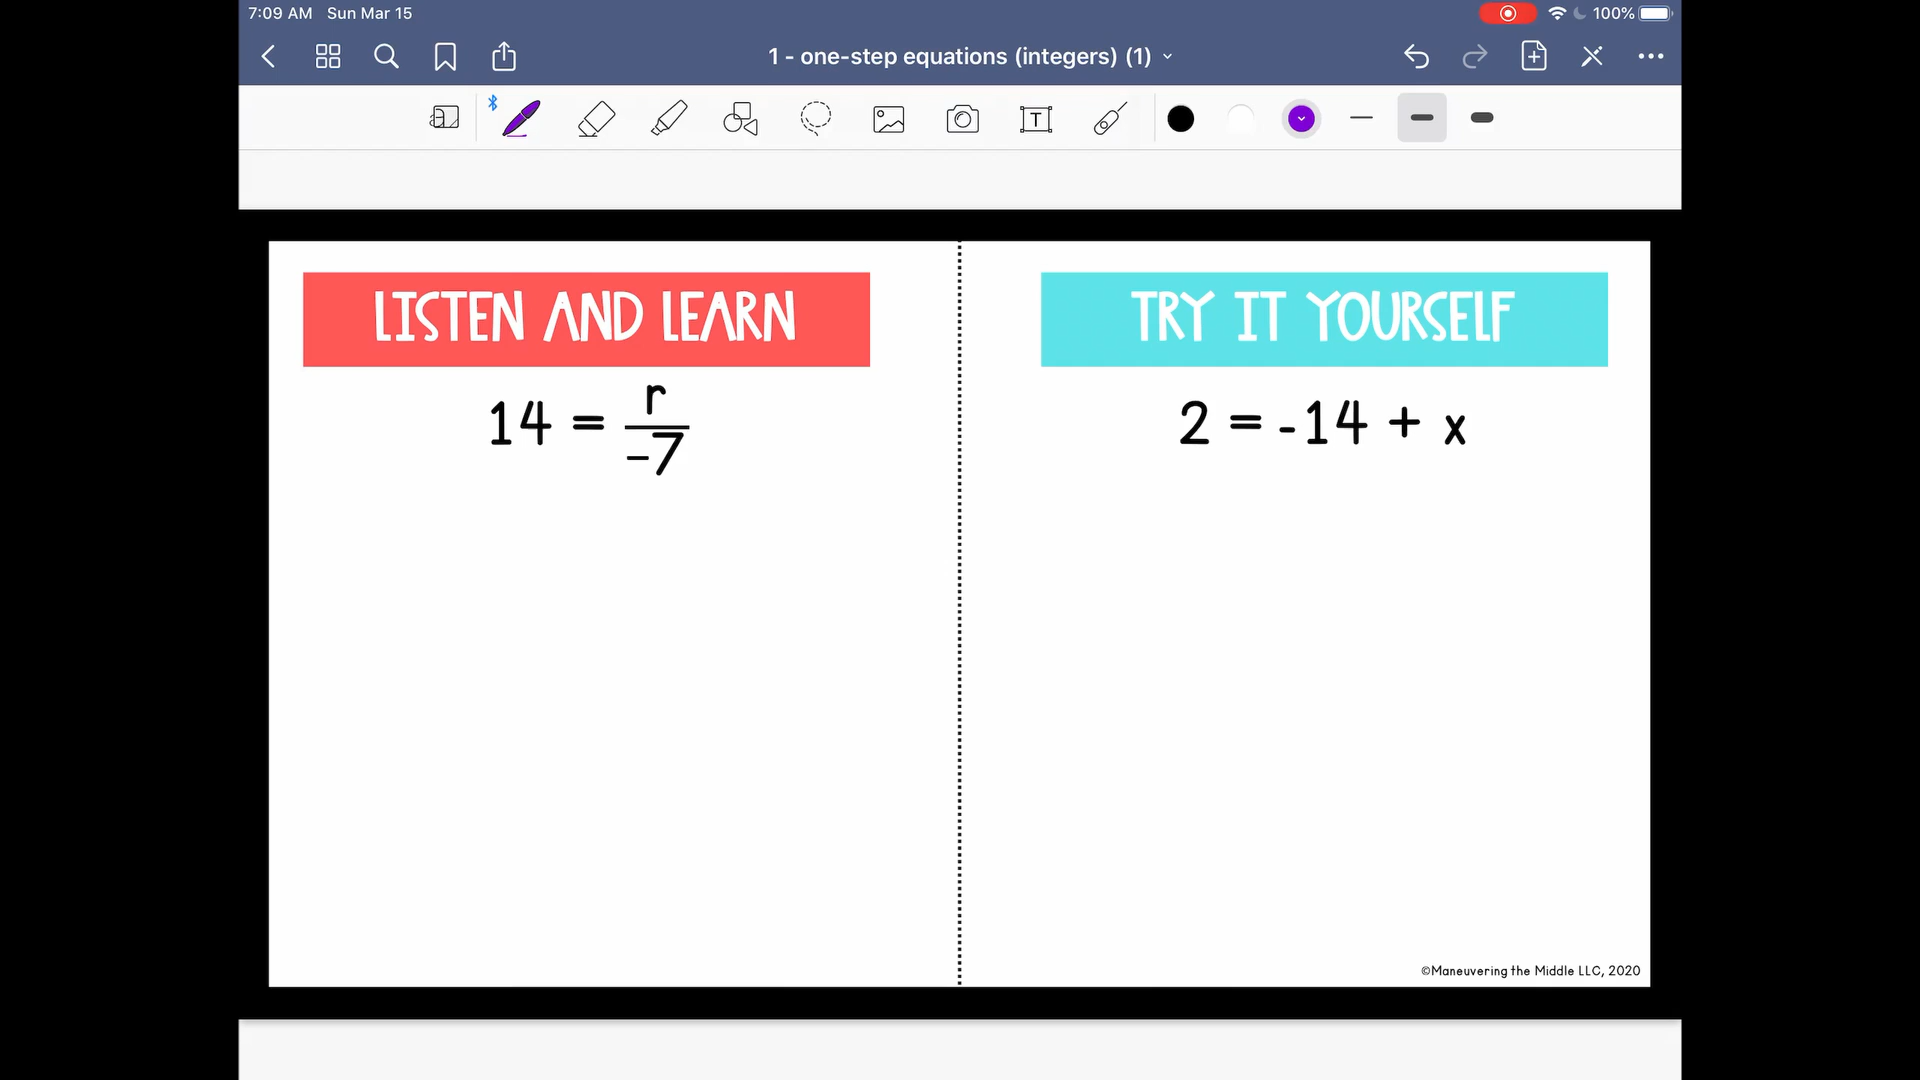 7:09 AM Sun Mar 15
100%
1 - one-step equations (integers) (1)
T
LISTEN AND LEARN
14 = r/-7
TRY IT YOURSELF
2 = -14 + x
©Maneuvering the Middle LLC, 2020